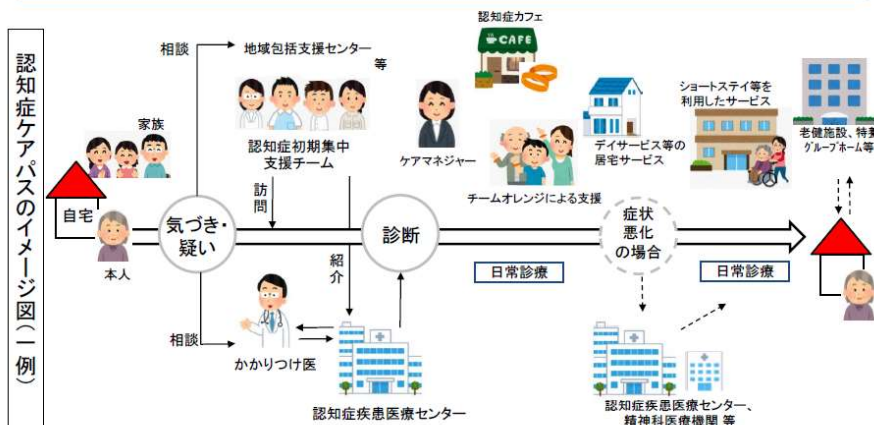 認知症ケアパスのイメージ図(一例)
家族
自宅
本人
相談
気づき・
疑い
相談
地域包括支援センター 等
認知症初期集中
支援チーム
訪問
紹介
かかりつけ医
認知症疾患医療センター
診断
ケアマネジャー
認知症カフェ
CAFE
チームオレンジによる支援
デイサービス等の
居宅サービス
日常診療
症状
悪化
の場合
認知症疾患医療センター、
精神科医療機関 等
日常診療
ショートステイ等を
利用したサービス
老健施設、特養
グループホーム等